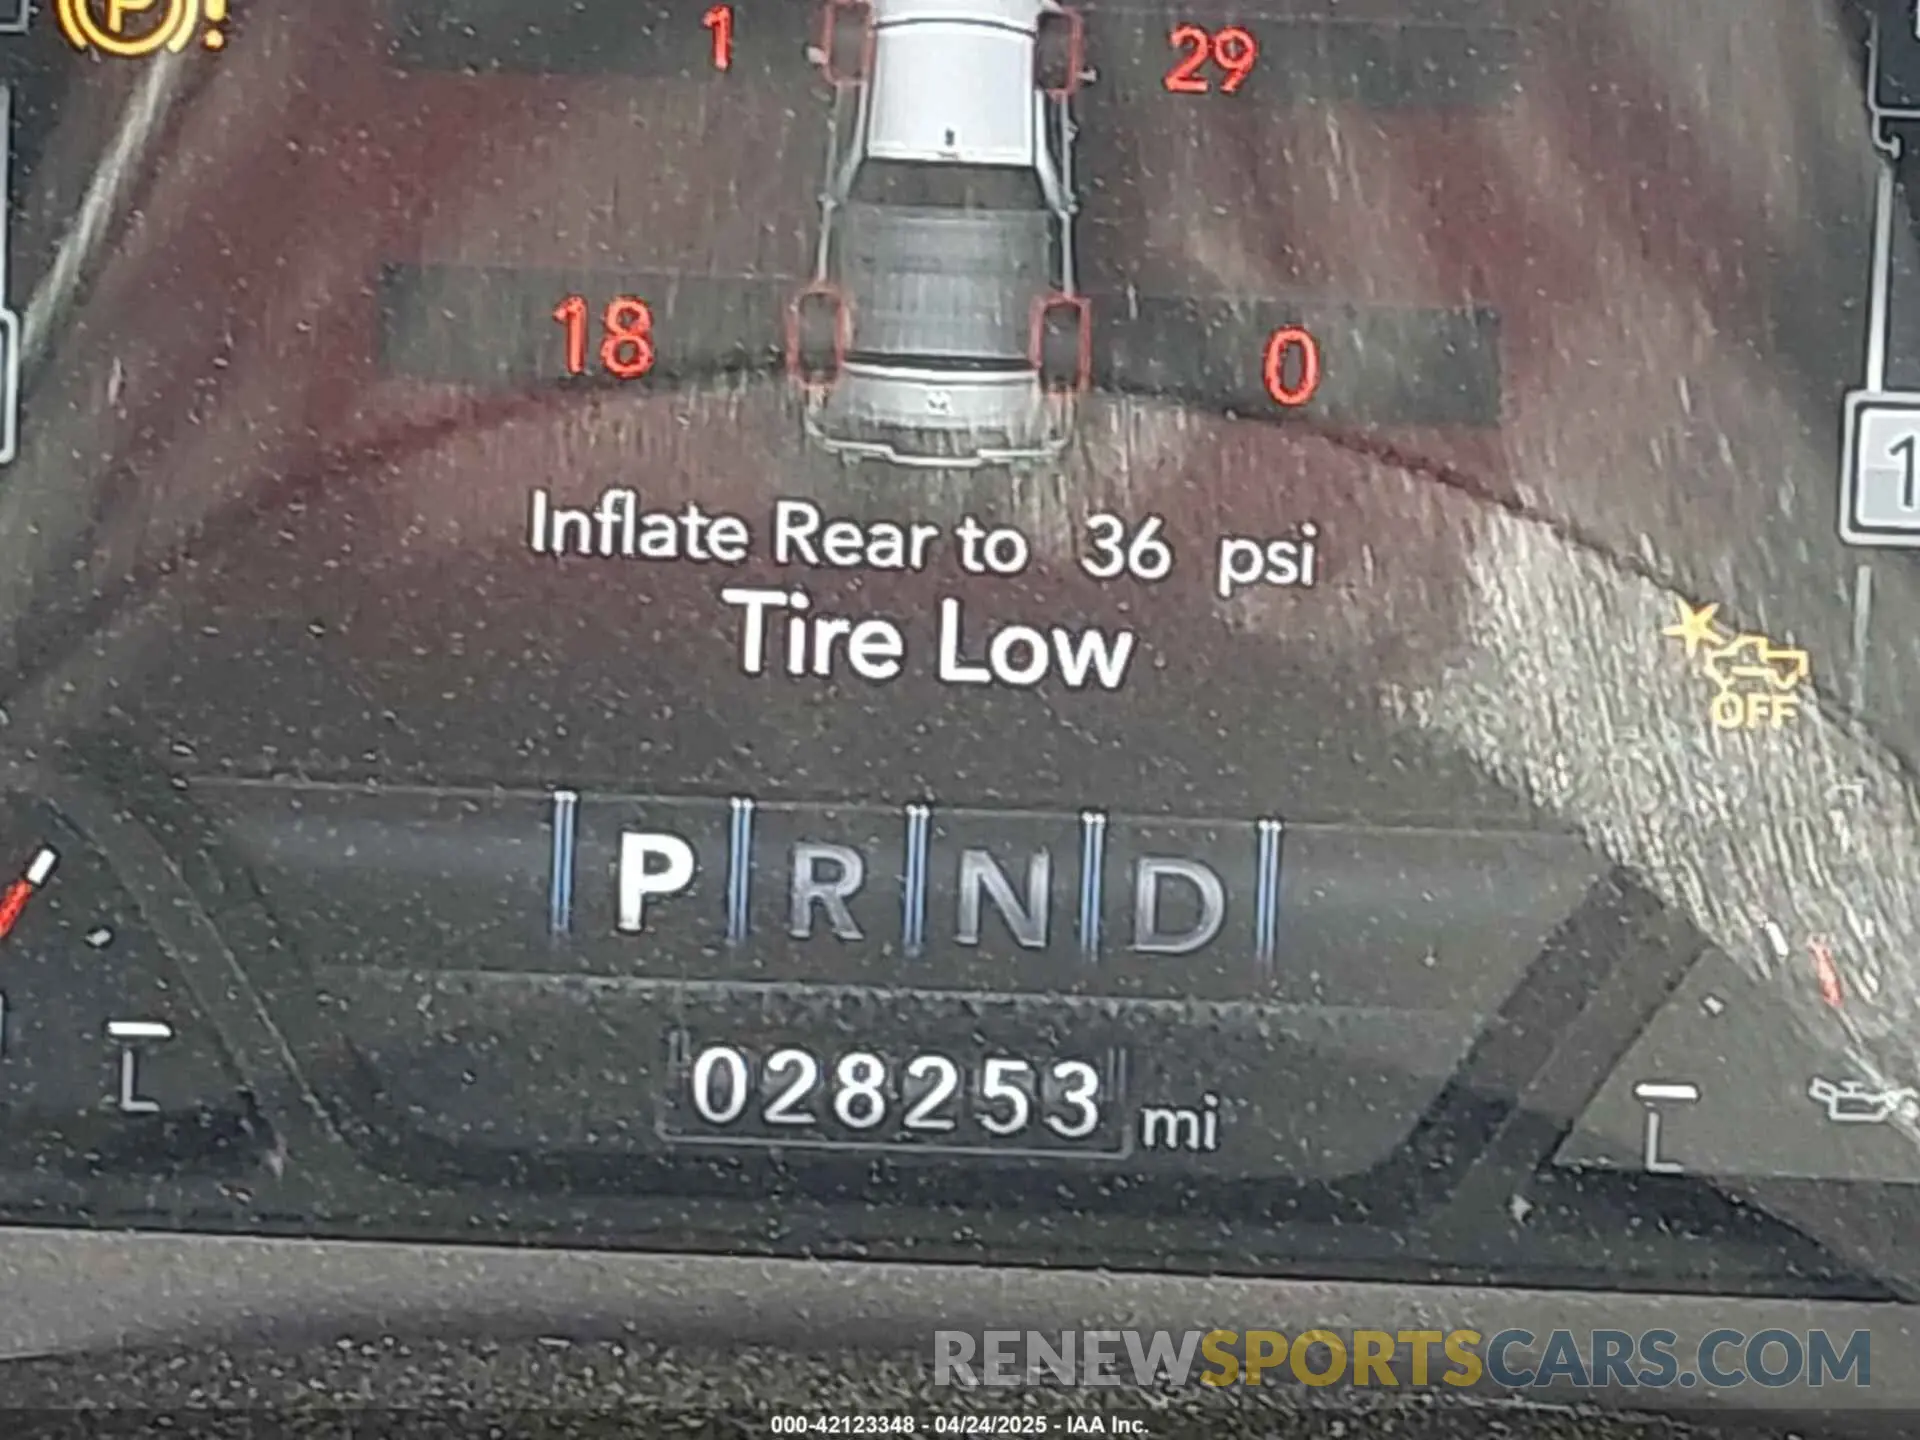 P !
1 29
18 0
Inflate Rear to 36 psi
Tire Low
1
OFF
P R N D
028253 mi
L L
RENEWSPORTSCARS.COM
000-42123348 - 04/24/2025 - IAA Inc.